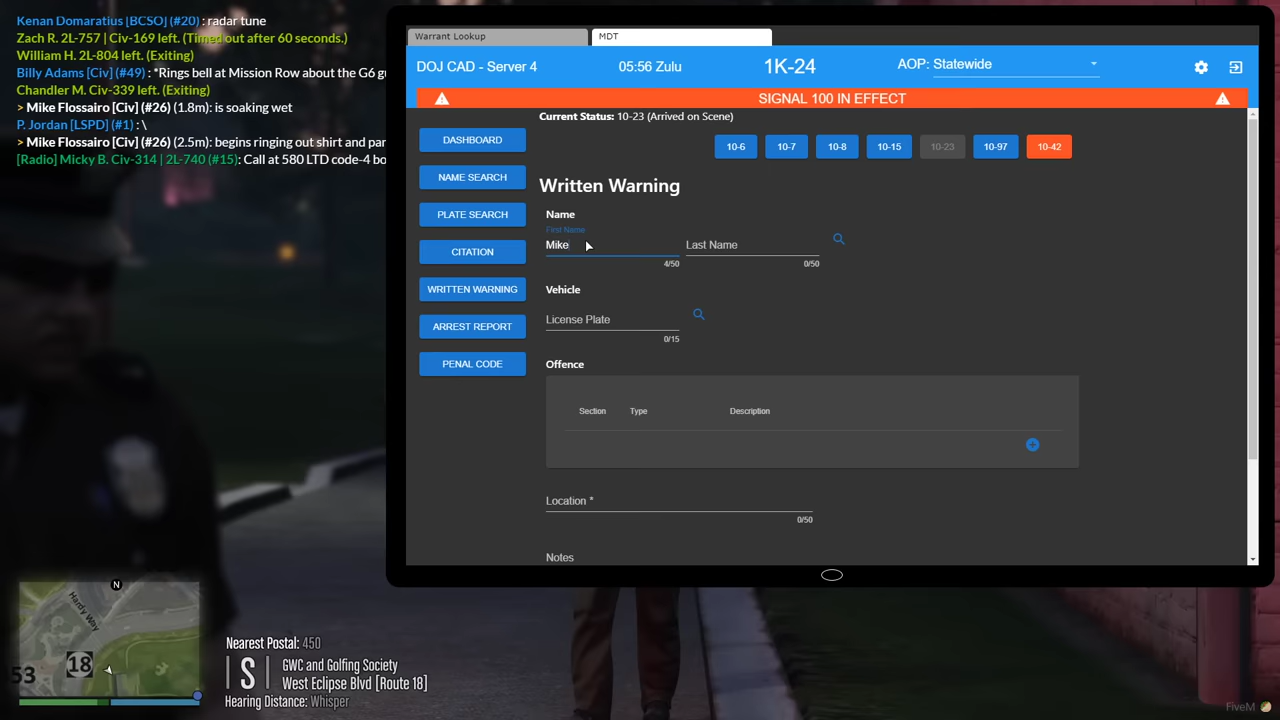 Kenan Domaratius [BCSO] (#20) : radar tune
Zach R. 2L-757 | Civ-169 left. (Timed out after 60 seconds.)
William H. 2L-804 left. (Exiting)
Billy Adams [Civ] (#49) : *Rings bell at Mission Row about the G6 gu
Chandler M. Civ-339 left. (Exiting)
> Mike Flossairo [Civ] (#26) (1.8m): is soaking wet
P. Jordan [LSPD] (#1) : \
> Mike Flossairo [Civ] (#26) (2.5m): begins ringing out shirt and pan
[Radio] Micky B. Civ-314 | 2L-740 (#15): Call at 580 LTD code-4 bo
Warrant Lookup
MDT
DOJ CAD - Server 4
05:56 Zulu
1K-24
AOP: Statewide
SIGNAL 100 IN EFFECT
Current Status: 10-23 (Arrived on Scene)
10-6
10-7
10-8
10-15
10-23
10-97
10-42
DASHBOARD
NAME SEARCH
PLATE SEARCH
CITATION
WRITTEN WARNING
ARREST REPORT
PENAL CODE
Written Warning
Name
First Name
Mike
Last Name
4/50
0/50
Vehicle
License Plate
0/15
Offence
Section
Type
Description
Location *
0/50
Notes
N
Hardy Way
18
53
Nearest Postal: 450
| S |
GWC and Golfing Society
West Eclipse Blvd [Route 18]
Hearing Distance: Whisper
FiveM